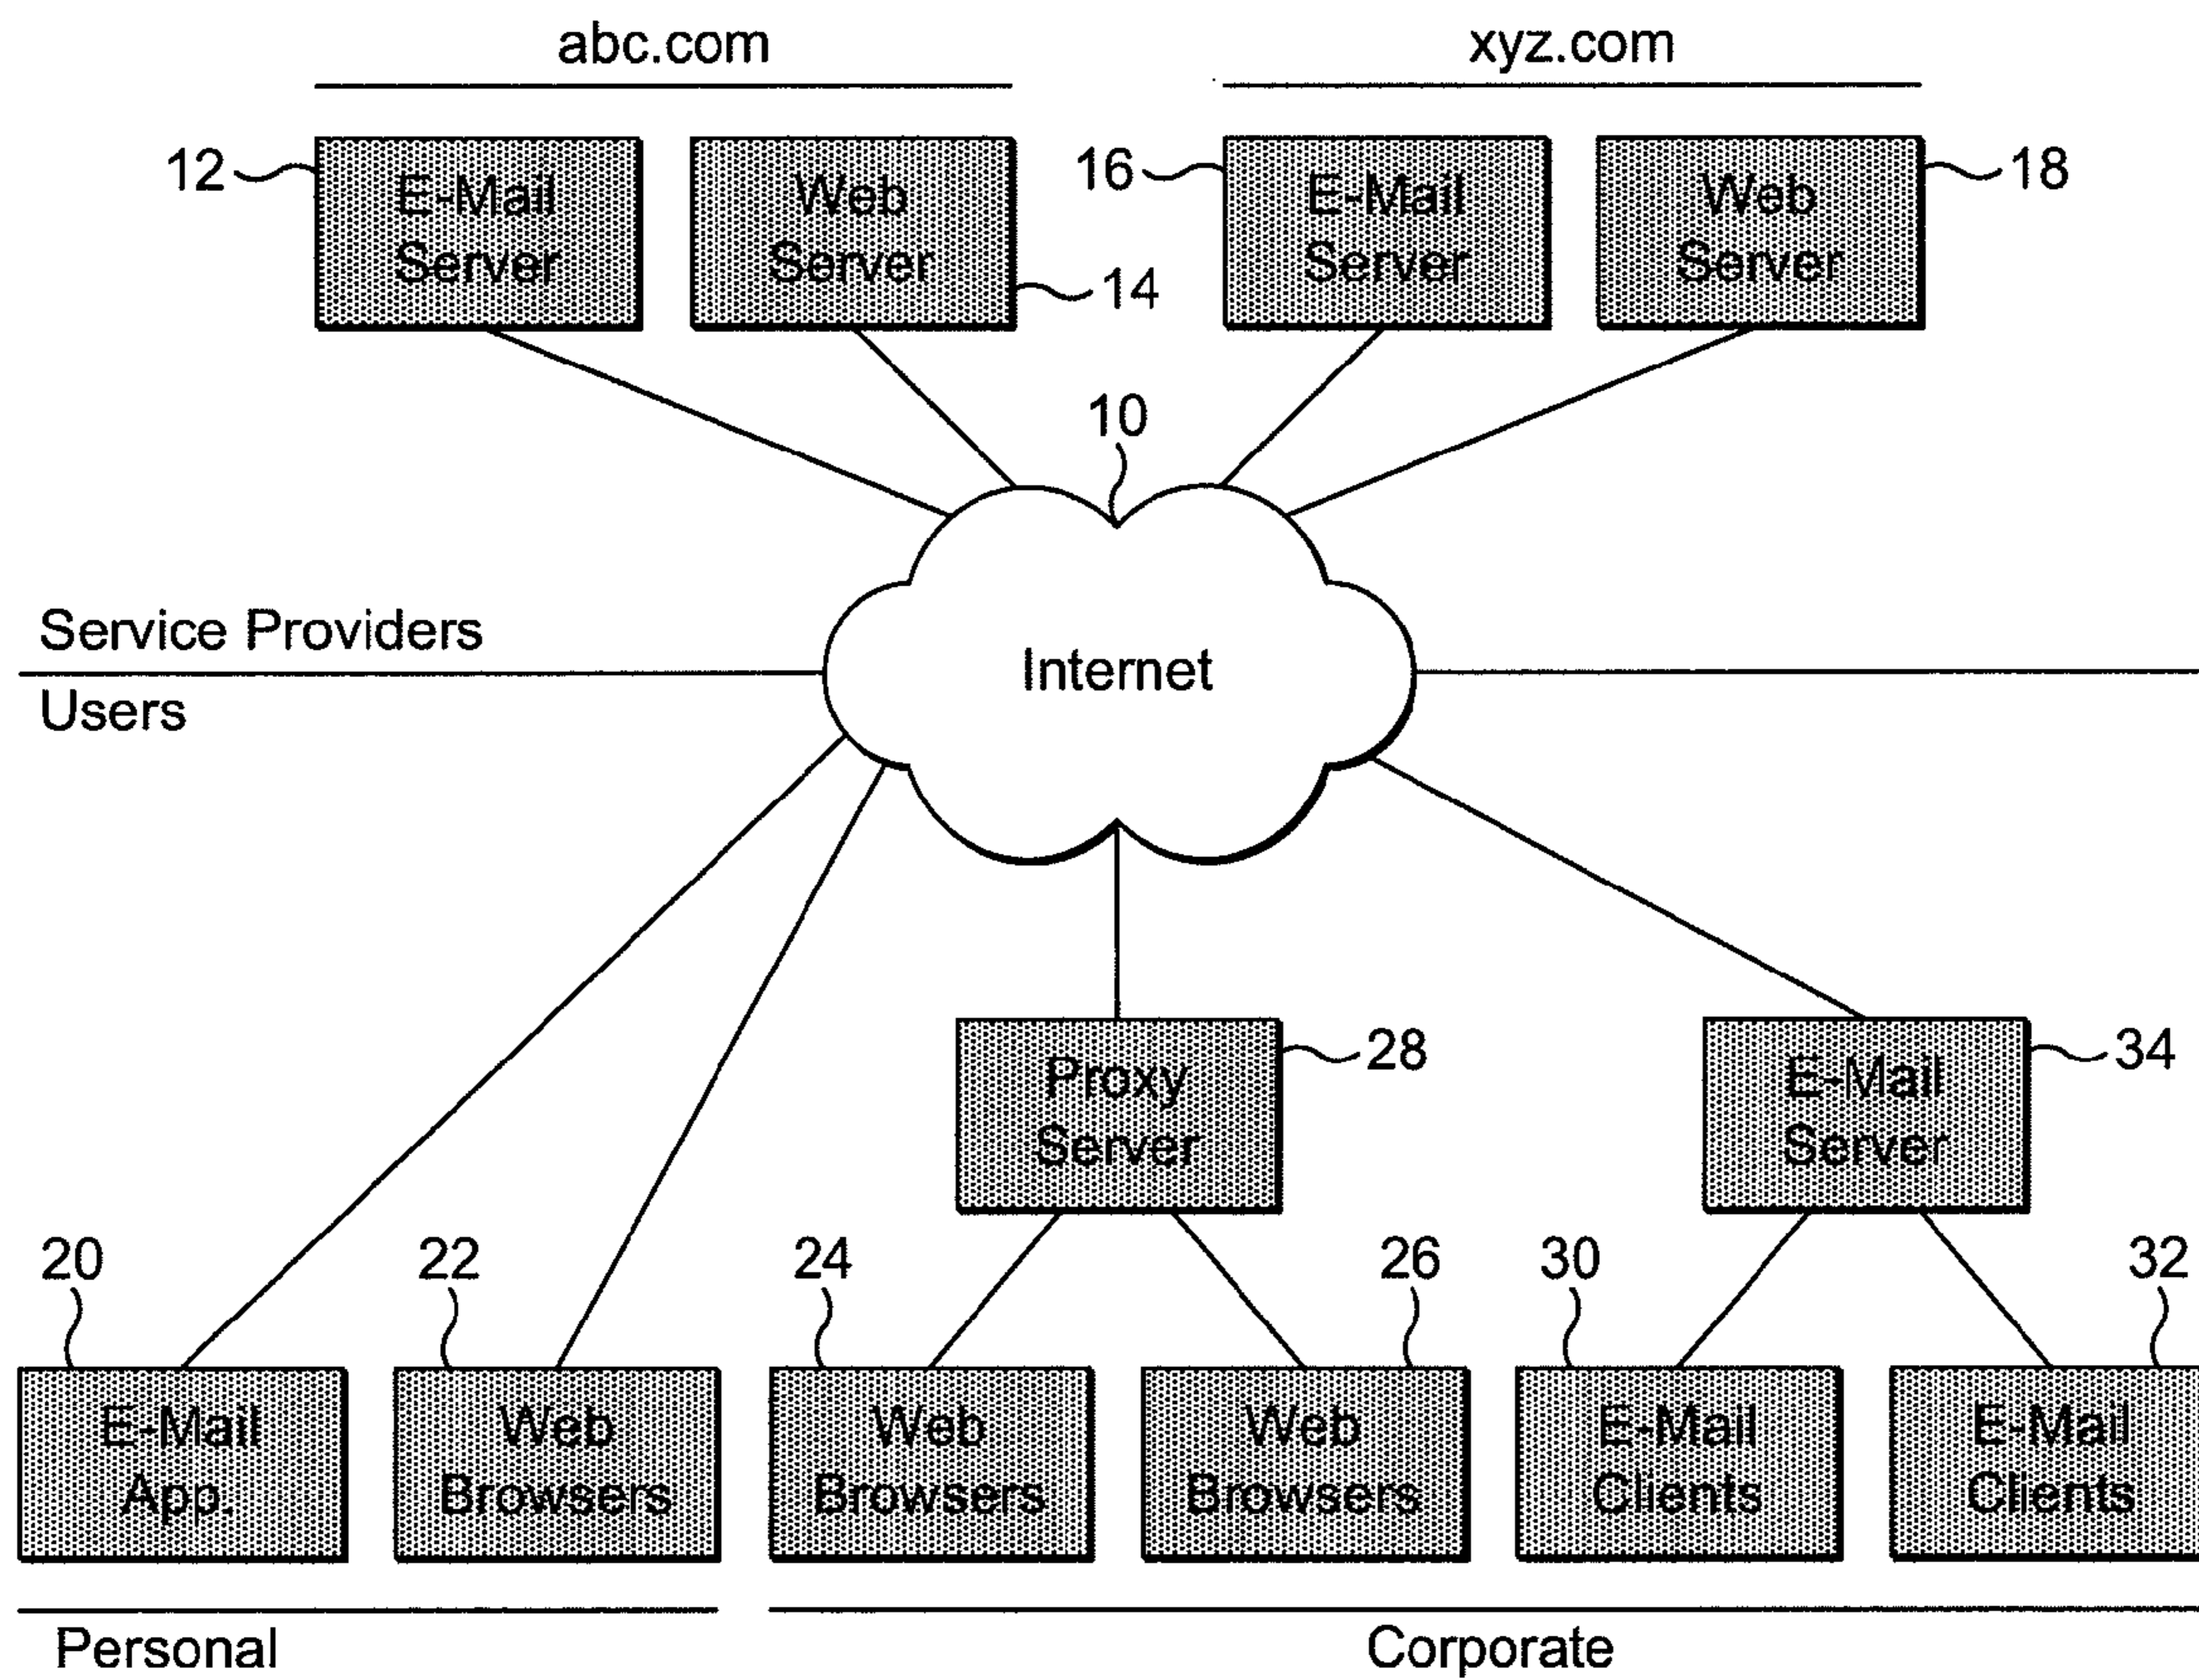 abc.com
xyz.com
12
E-Mail
Server
Web
Server
14
16
E-Mail
Server
Web
Server
18
10
Service Providers
Internet
Users
Proxy
Server
28
E-Mail
Server
34
20
22
24
26
30
32
E-Mail
App.
Web
Browsers
Web
Browsers
Web
Browsers
E-Mail
Clients
E-Mail
Clients
Personal
Corporate